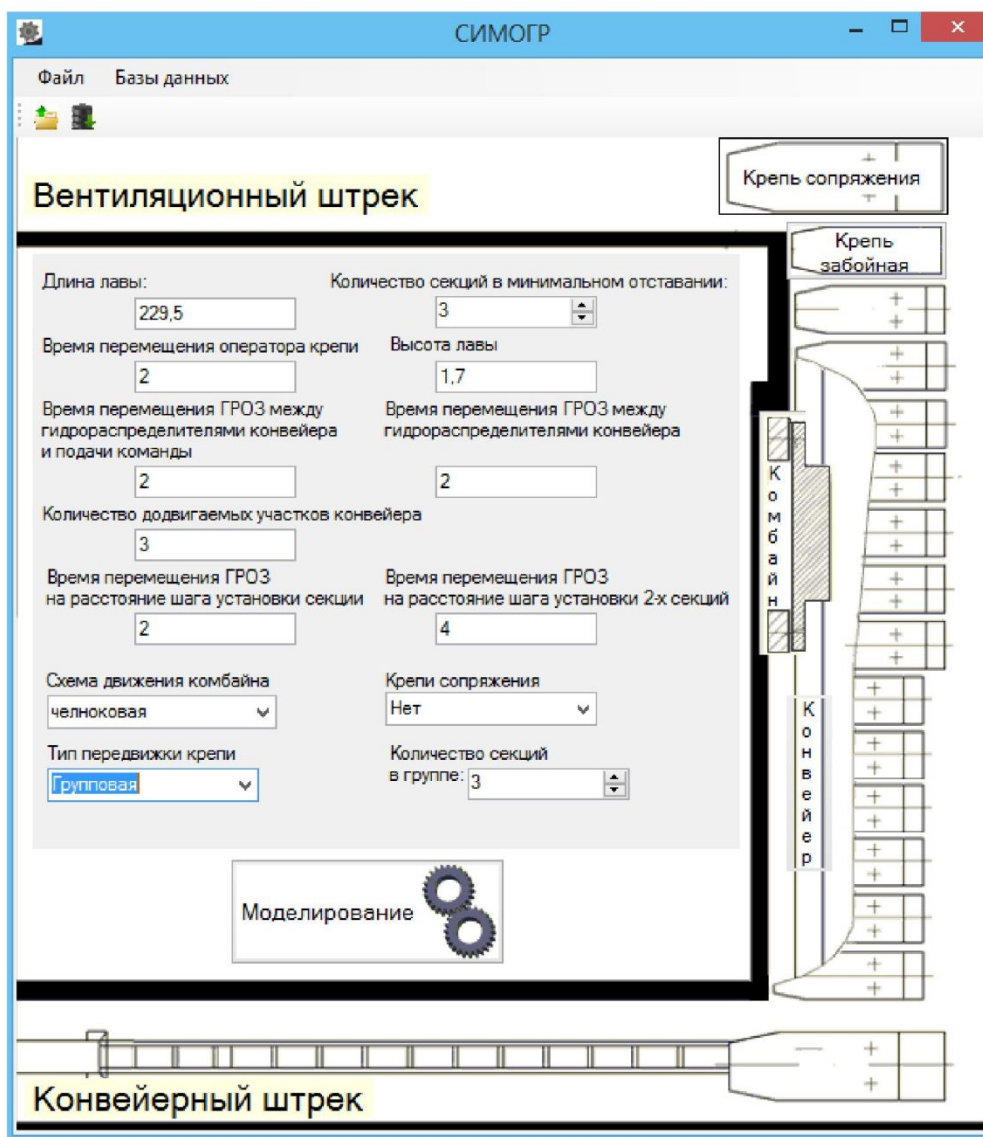 СИМОГР
Файл Базы данных
Вентиляционный штрек
Крепь сопряжения
Крепь
забойная
Длина лавы:
229,5
Количество секций в минимальном отставании:
3
Время перемещения оператора крепи
2
Высота лавы
1,7
Время перемещения ГРОЗ между
гидрораспределителями конвейера
и подачи команды
2
Время перемещения ГРОЗ между
гидрораспределителями конвейера
2
Количество додвигаемых участков конвейера
3
Время перемещения ГРОЗ
на расстояние шага установки секции
2
Время перемещения ГРОЗ
на расстояние шага установки 2-х секций
4
Схема движения комбайна
челноковая
Крепи сопряжения
Нет
Тип передвижки крепи
Групповая
Количество секций
в группе: 3
Моделирование
Комбайн
Конвейер
Конвейерный штрек